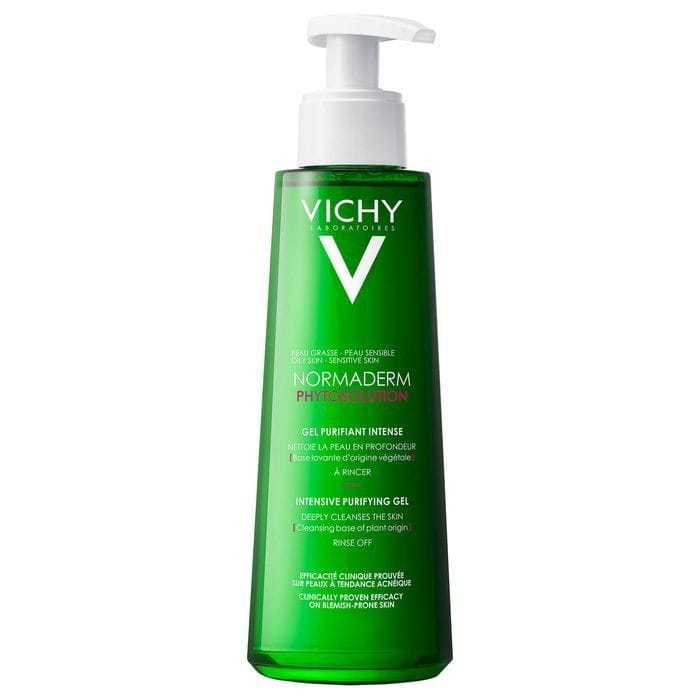 VICHY
LABORATOIRES
PEAU GRASSE - PEAU SENSIBLE
OILY SKIN - SENSITIVE SKIN
NORMADERM
PHYTOSOLUTION
GEL PURIFIANT INTENSE
NETTOIE LA PEAU EN PROFONDEUR
[Base lavante d'origine végétale]
À RINCER
INTENSIVE PURIFYING GEL
DEEPLY CLEANSES THE SKIN
[Cleansing base of plant origin]
RINSE OFF
EFFICACITÉ CLINIQUE PROUVÉE
SUR PEAUX À TENDANCE ACNÉIQUE
CLINICALLY PROVEN EFFICACY
ON BLEMISH-PRONE SKIN